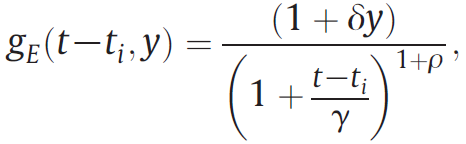 g_E(t−t_i, y) = (1 + δy) / (1 + (t−t_i)/γ)^{1+ρ},